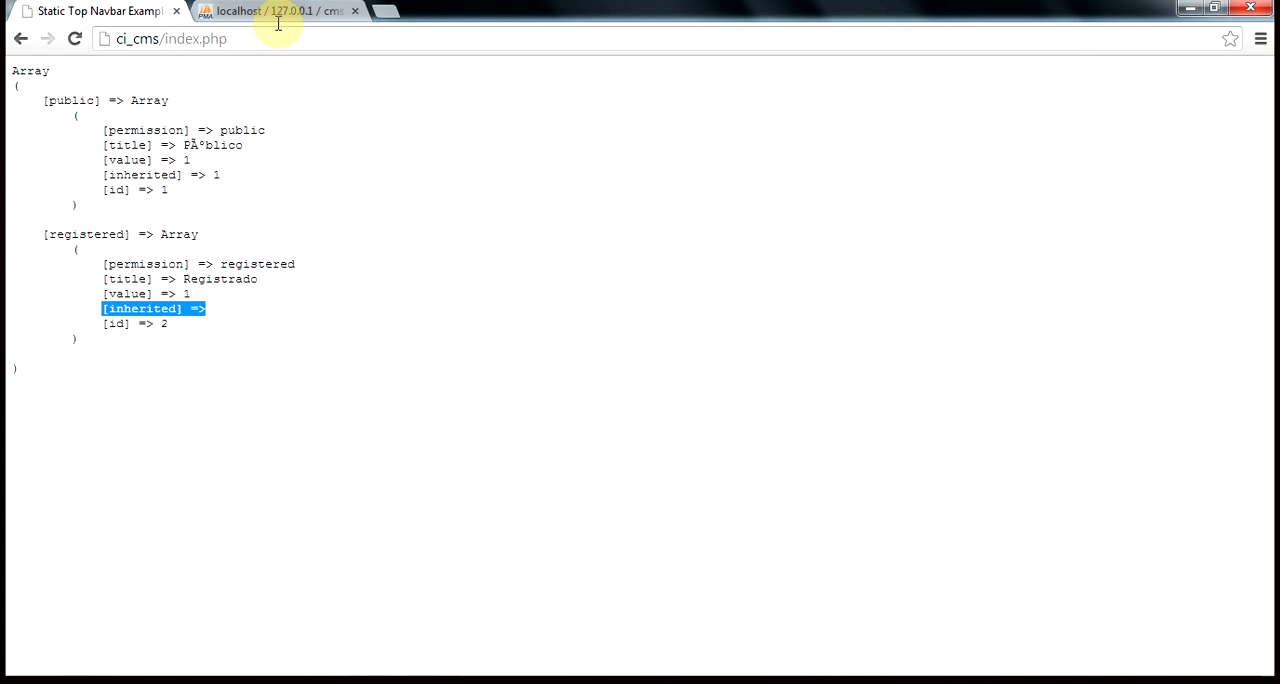 Static Top Navbar Exampl
localhost / 127.0.0.1 / cms
ci_cms/index.php
Array
(
[public] => Array
(
[permission] => public
[title] => PÃºblico
[value] => 1
[inherited] => 1
[id] => 1
)
[registered] => Array
(
[permission] => registered
[title] => Registrado
[value] => 1
[inherited] =>
[id] => 2
)
)